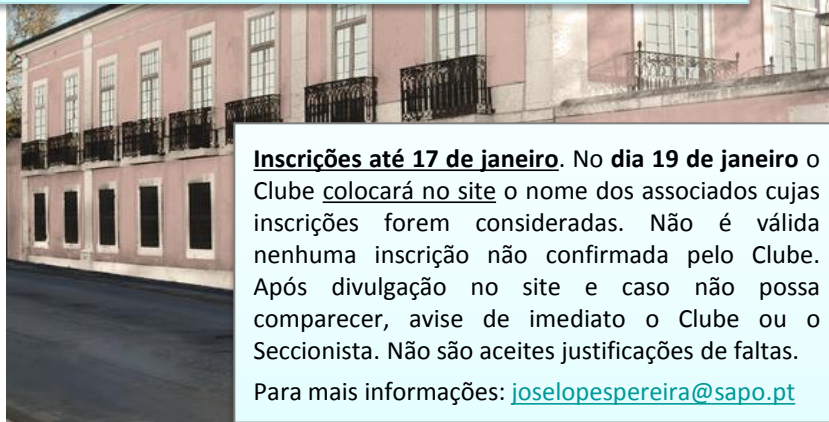 Inscrições até 17 de janeiro. No dia 19 de janeiro o
Clube colocará no site o nome dos associados cujas
inscrições forem consideradas. Não é válida
nenhuma inscrição não confirmada pelo Clube.
Após divulgação no site e caso não possa
comparecer, avise de imediato o Clube ou o
Seccionista. Não são aceites justificações de faltas.
Para mais informações: joselopespereira@sapo.pt